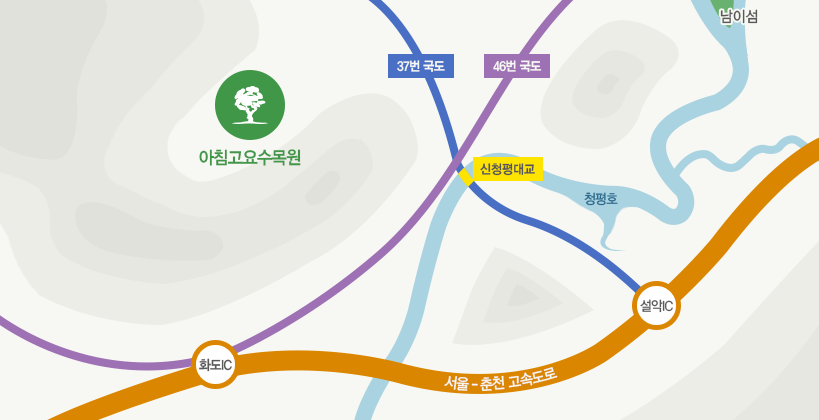 남이섬
37번 국도
46번 국도
아침고요수목원
신청평대교
청평호
설악IC
화도IC
서울 - 춘천 고속도로